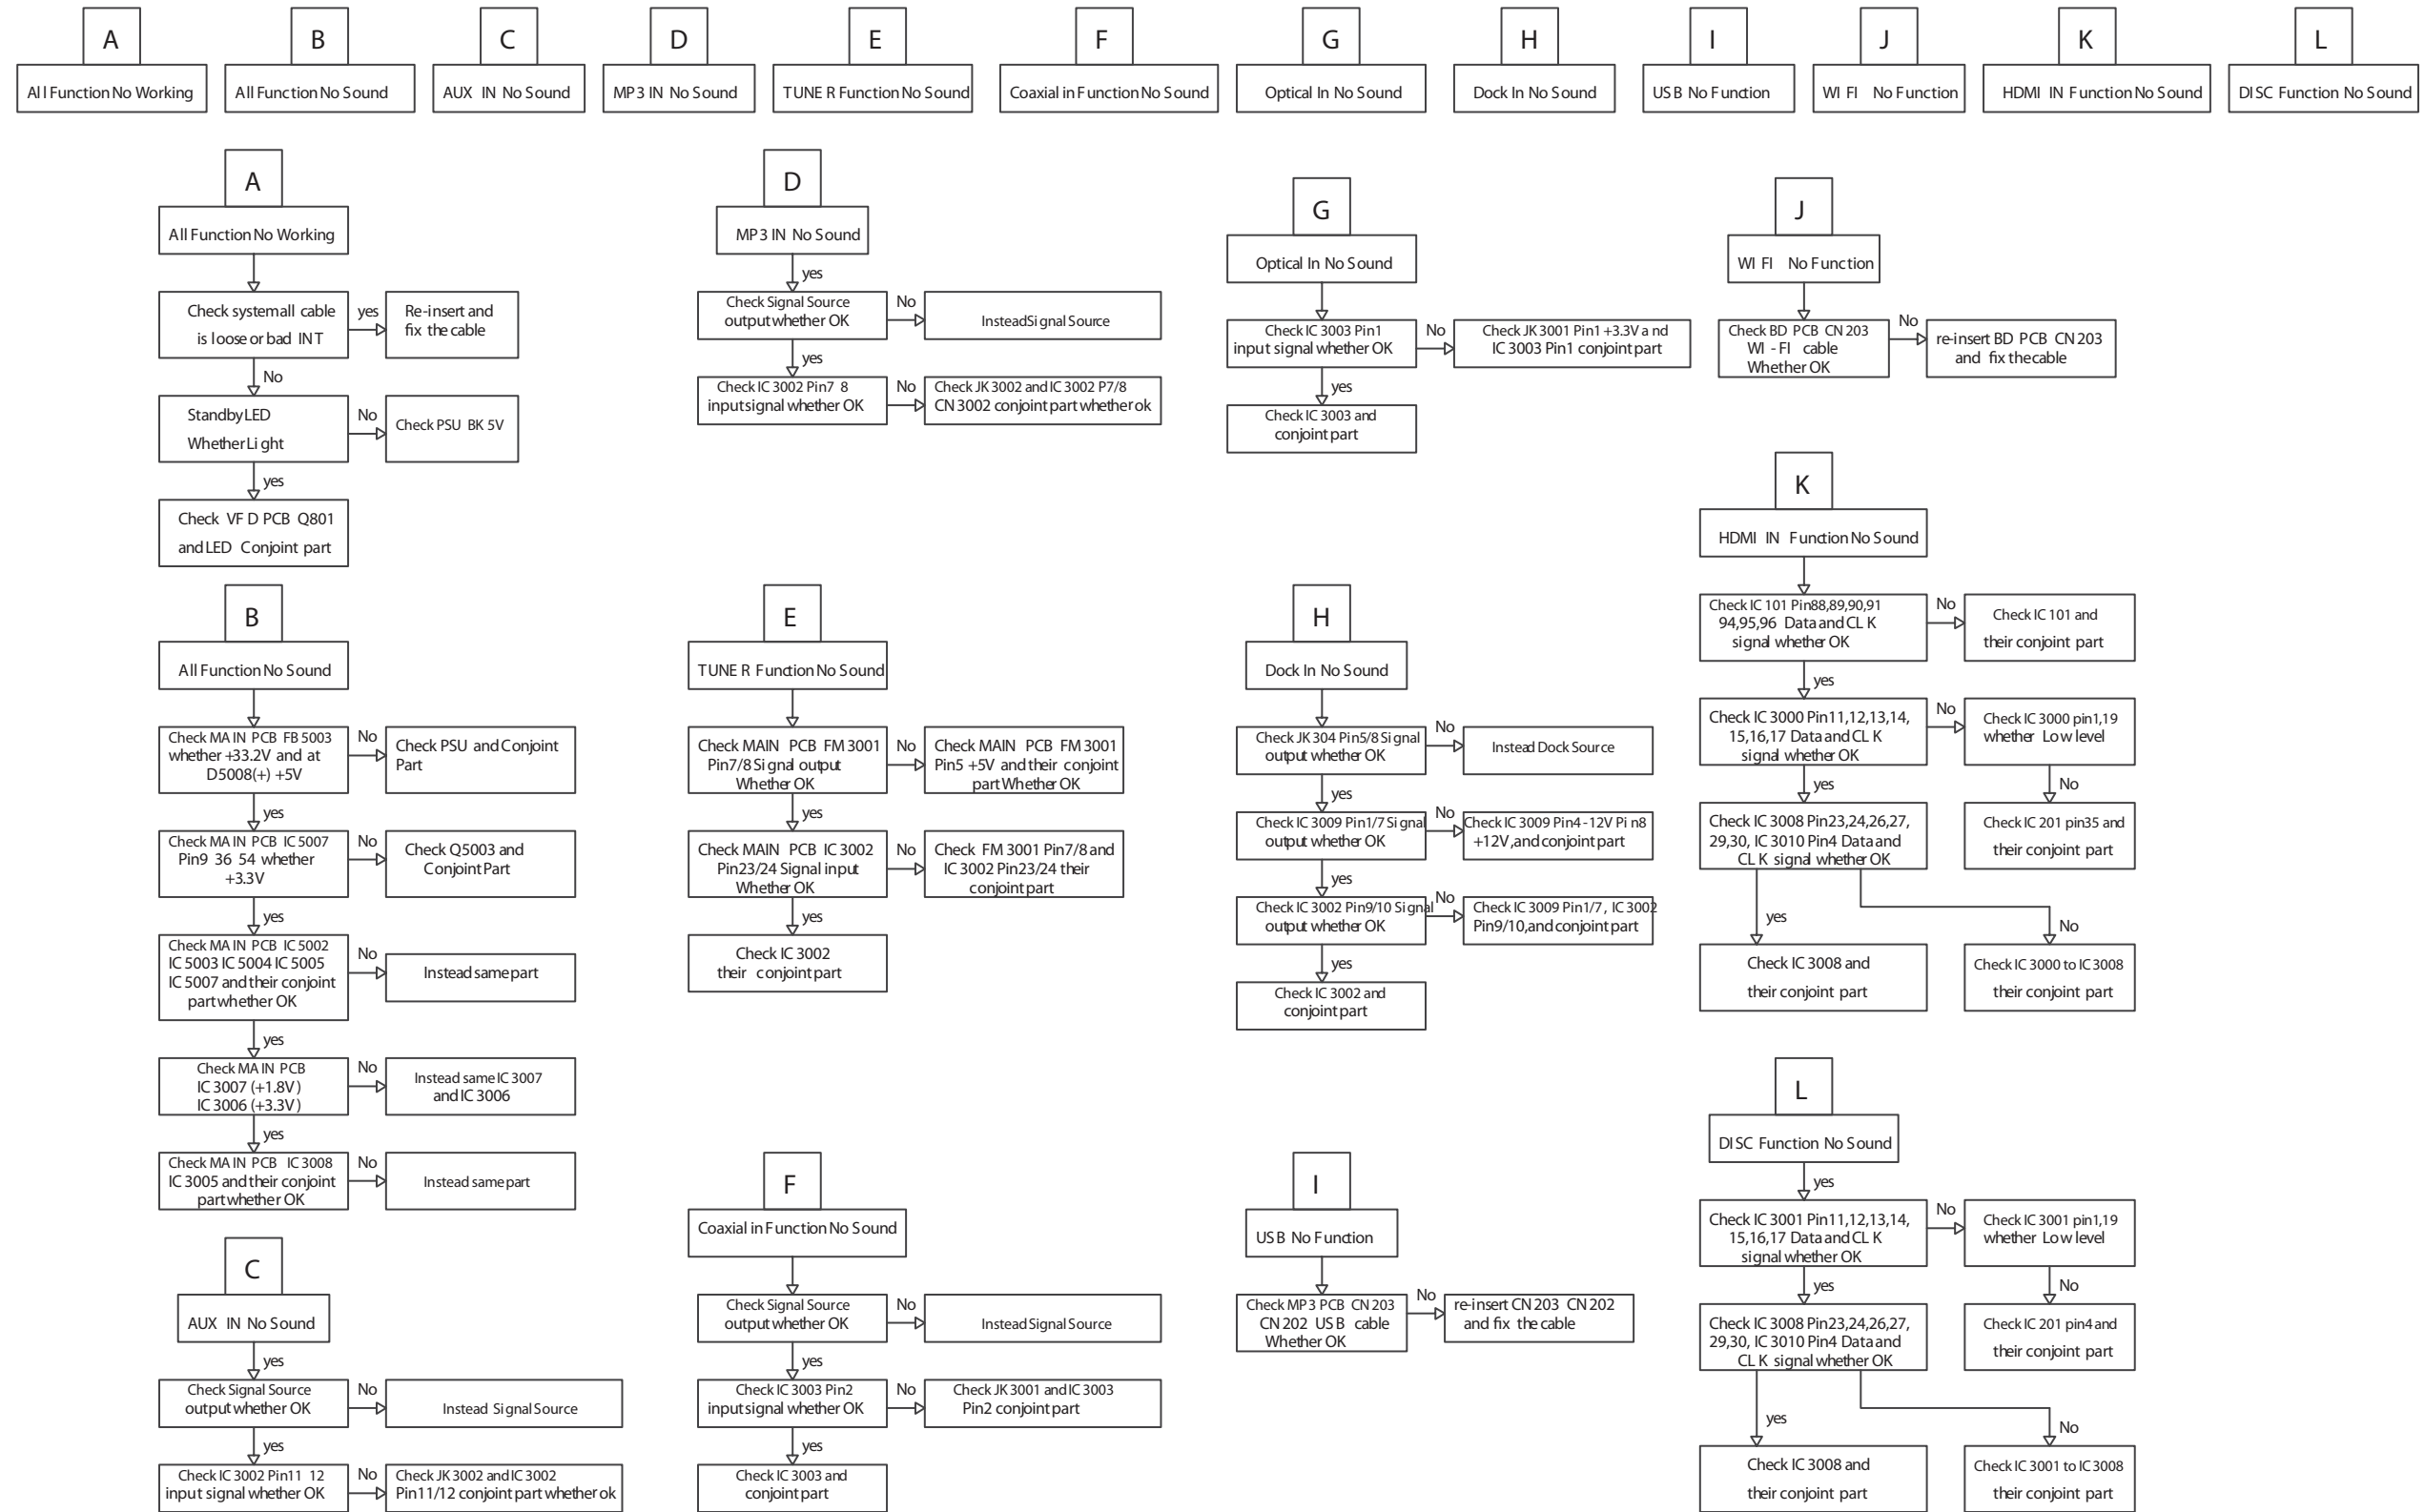 A
B
C
D
E
F
G
H
I
J
K
L
All Function No Working
All Function No Sound
AUX IN No Sound
MP3 IN No Sound
TUNER Function No Sound
Coaxial in Function No Sound
Optical In No Sound
Dock In No Sound
USB No Function
WI FI No Function
HDMI IN Function No Sound
DISC Function No Sound
A
All Function No Working
Check systemall cable
is loose or bad INT
yes
Re-insert and
fix the cable
No
Standby LED
Whether Light
No
Check PSU BK 5V
yes
Check VFD PCB Q801
and LED Conjoint part
B
All Function No Sound
Check MAIN PCB FB5003
whether +33.2V and at
D5008(+) +5V
No
Check PSU and Conjoint
Part
yes
Check MAIN PCB IC5007
Pin9 36 54 whether
+3.3V
No
Check Q5003 and
Conjoint Part
yes
Check MAIN PCB IC5002
IC5003 IC5004 IC5005
IC5007 and their conjoint
part whether OK
No
Instead same part
yes
Check MAIN PCB
IC3007 (+1.8V)
IC3006 (+3.3V)
No
Instead same IC3007
and IC3006
yes
Check MAIN PCB IC3008
IC3005 and their conjoint
part whether OK
No
Instead same part
C
AUX IN No Sound
yes
Check Signal Source
output whether OK
No
Instead Signal Source
yes
Check IC3002 Pin11 12
input signal whether OK
No
Check JK3002 and IC3002
Pin11/12 conjoint part whether ok
D
MP3 IN No Sound
yes
Check Signal Source
output whether OK
No
Instead Signal Source
yes
Check IC3002 Pin7 8
input signal whether OK
No
Check JK3002 and IC3002 P7/8
CN3002 conjoint part whether ok
E
TUNER Function No Sound
Check MAIN PCB FM3001
Pin7/8 Signal output
Whether OK
No
Check MAIN PCB FM3001
Pin5 +5V and their conjoint
part Whether OK
yes
Check MAIN PCB IC3002
Pin23/24 Signal input
Whether OK
No
Check FM3001 Pin7/8 and
IC3002 Pin23/24 their
conjoint part
yes
Check IC3002
their conjoint part
F
Coaxial in Function No Sound
Check Signal Source
output whether OK
No
Instead Signal Source
yes
Check IC3003 Pin2
input signal whether OK
No
Check JK3001 and IC3003
Pin2 conjoint part
yes
Check IC3003 and
conjoint part
G
Optical In No Sound
Check IC3003 Pin1
input signal whether OK
No
Check JK3001 Pin1 +3.3V and
IC3003 Pin1 conjoint part
yes
Check IC3003 and
conjoint part
H
Dock In No Sound
Check JK304 Pin5/8 Signal
output whether OK
No
Instead Dock Source
yes
Check IC3009 Pin1/7 Signal
output whether OK
No
Check IC3009 Pin4 -12V Pin8
+12V,and conjoint part
yes
Check IC3002 Pin9/10 Signal
output whether OK
No
Check IC3009 Pin1/7, IC3002
Pin9/10,and conjoint part
yes
Check IC3002 and
conjoint part
I
USB No Function
Check MP3 PCB CN203
CN202 USB cable
Whether OK
No
re-insert CN203 CN202
and fix the cable
J
WI FI No Function
Check BD PCB CN203
WI-FI cable
Whether OK
No
re-insert BD PCB CN203
and fix the cable
K
HDMI IN Function No Sound
Check IC101 Pin88,89,90,91
94,95,96 Data and CLK
signal whether OK
No
Check IC101 and
their conjoint part
yes
Check IC3000 Pin11,12,13,14,
15,16,17 Data and CLK
signal whether OK
No
Check IC3000 pin1,19
whether Low level
yes
No
Check IC3008 Pin23,24,26,27,
29,30, IC3010 Pin4 Data and
CLK signal whether OK
Check IC201 pin35 and
their conjoint part
yes
No
Check IC3008 and
their conjoint part
Check IC3000 to IC3008
their conjoint part
L
DISC Function No Sound
yes
Check IC3001 Pin11,12,13,14,
15,16,17 Data and CLK
signal whether OK
No
Check IC3001 pin1,19
whether Low level
yes
No
Check IC3008 Pin23,24,26,27,
29,30, IC3010 Pin4 Data and
CLK signal whether OK
Check IC201 pin4 and
their conjoint part
yes
No
Check IC3008 and
their conjoint part
Check IC3001 to IC3008
their conjoint part